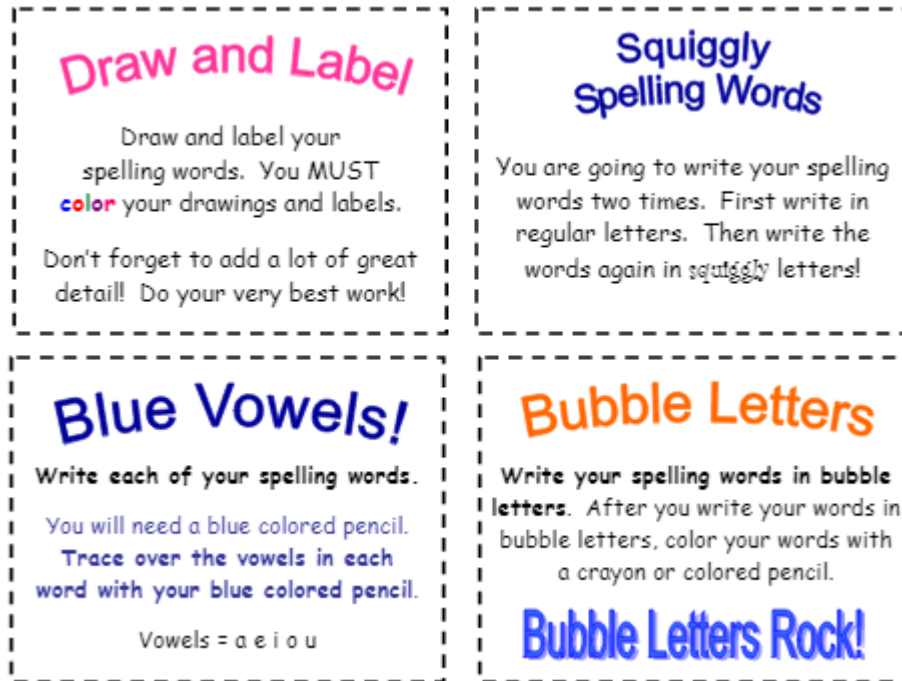 Draw and Label
Draw and label your
spelling words.  You MUST
color your drawings and labels.
Don't forget to add a lot of great
detail!  Do your very best work!
Squiggly
Spelling Words
You are going to write your spelling
words two times.  First write in
regular letters.  Then write the
words again in squiggly letters!
Blue Vowels!
Write each of your spelling words.
You will need a blue colored pencil.
Trace over the vowels in each
word with your blue colored pencil.
Vowels = a e i o u
Bubble Letters
Write your spelling words in bubble
letters.  After you write your words in
bubble letters, color your words with
a crayon or colored pencil.
Bubble Letters Rock!